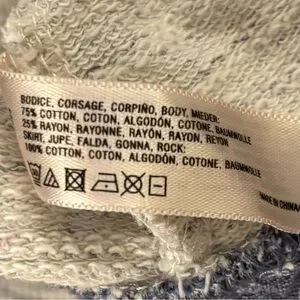 BODICE, CORSAGE, CORPIÑO, BODY, MIEDER:
75% COTTON, COTON, ALGODÓN, COTONE, BAUMWOLLE
25% RAYON, RAYONNE, RAYÓN, RAYON, REYON
SKIRT, JUPE, FALDA, GONNA, ROCK:
100% COTTON, COTON, ALGODÓN, COTONE, BAUMWOLLE
MADE IN CHINA/